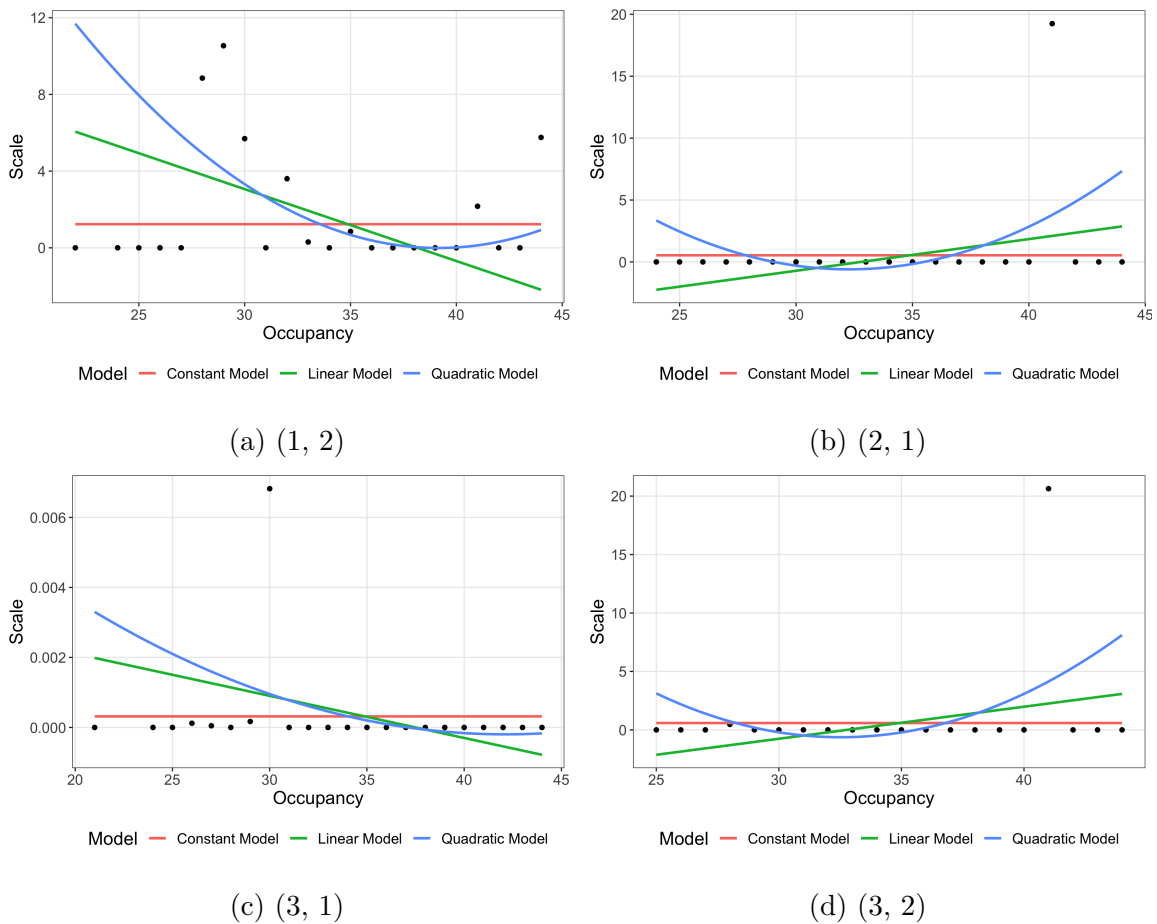 12
8
4
0
Scale
25
30
35
40
45
Occupancy
Model
Constant Model
Linear Model
Quadratic Model
(a) (1, 2)
20
15
10
5
0
Scale
25
30
35
40
45
Occupancy
Model
Constant Model
Linear Model
Quadratic Model
(b) (2, 1)
0.006
0.004
0.002
0.000
Scale
20
25
30
35
40
45
Occupancy
Model
Constant Model
Linear Model
Quadratic Model
(c) (3, 1)
20
15
10
5
0
Scale
25
30
35
40
Occupancy
Model
Constant Model
Linear Model
Quadratic Model
(d) (3, 2)